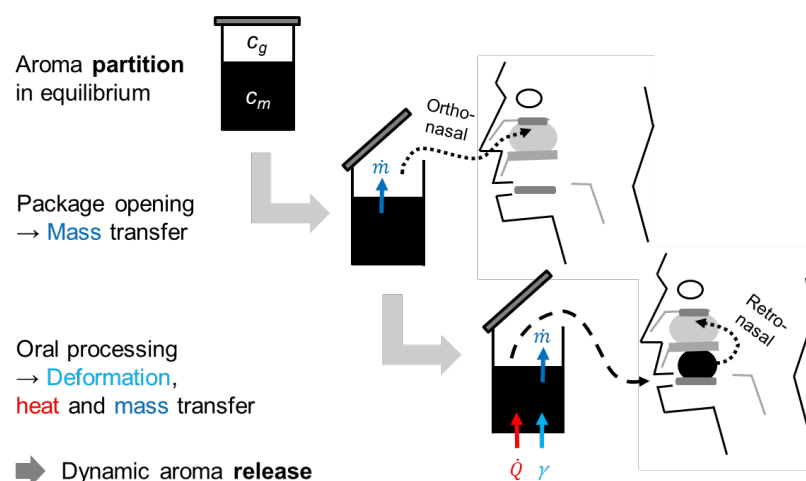 Aroma partition
in equilibrium
c_g
c_m
Ortho-
nasal
ṁ
Package opening
→ Mass transfer
Retro-
nasal
ṁ
Oral processing
→ Deformation,
heat and mass transfer
Q̇
γ
Dynamic aroma release